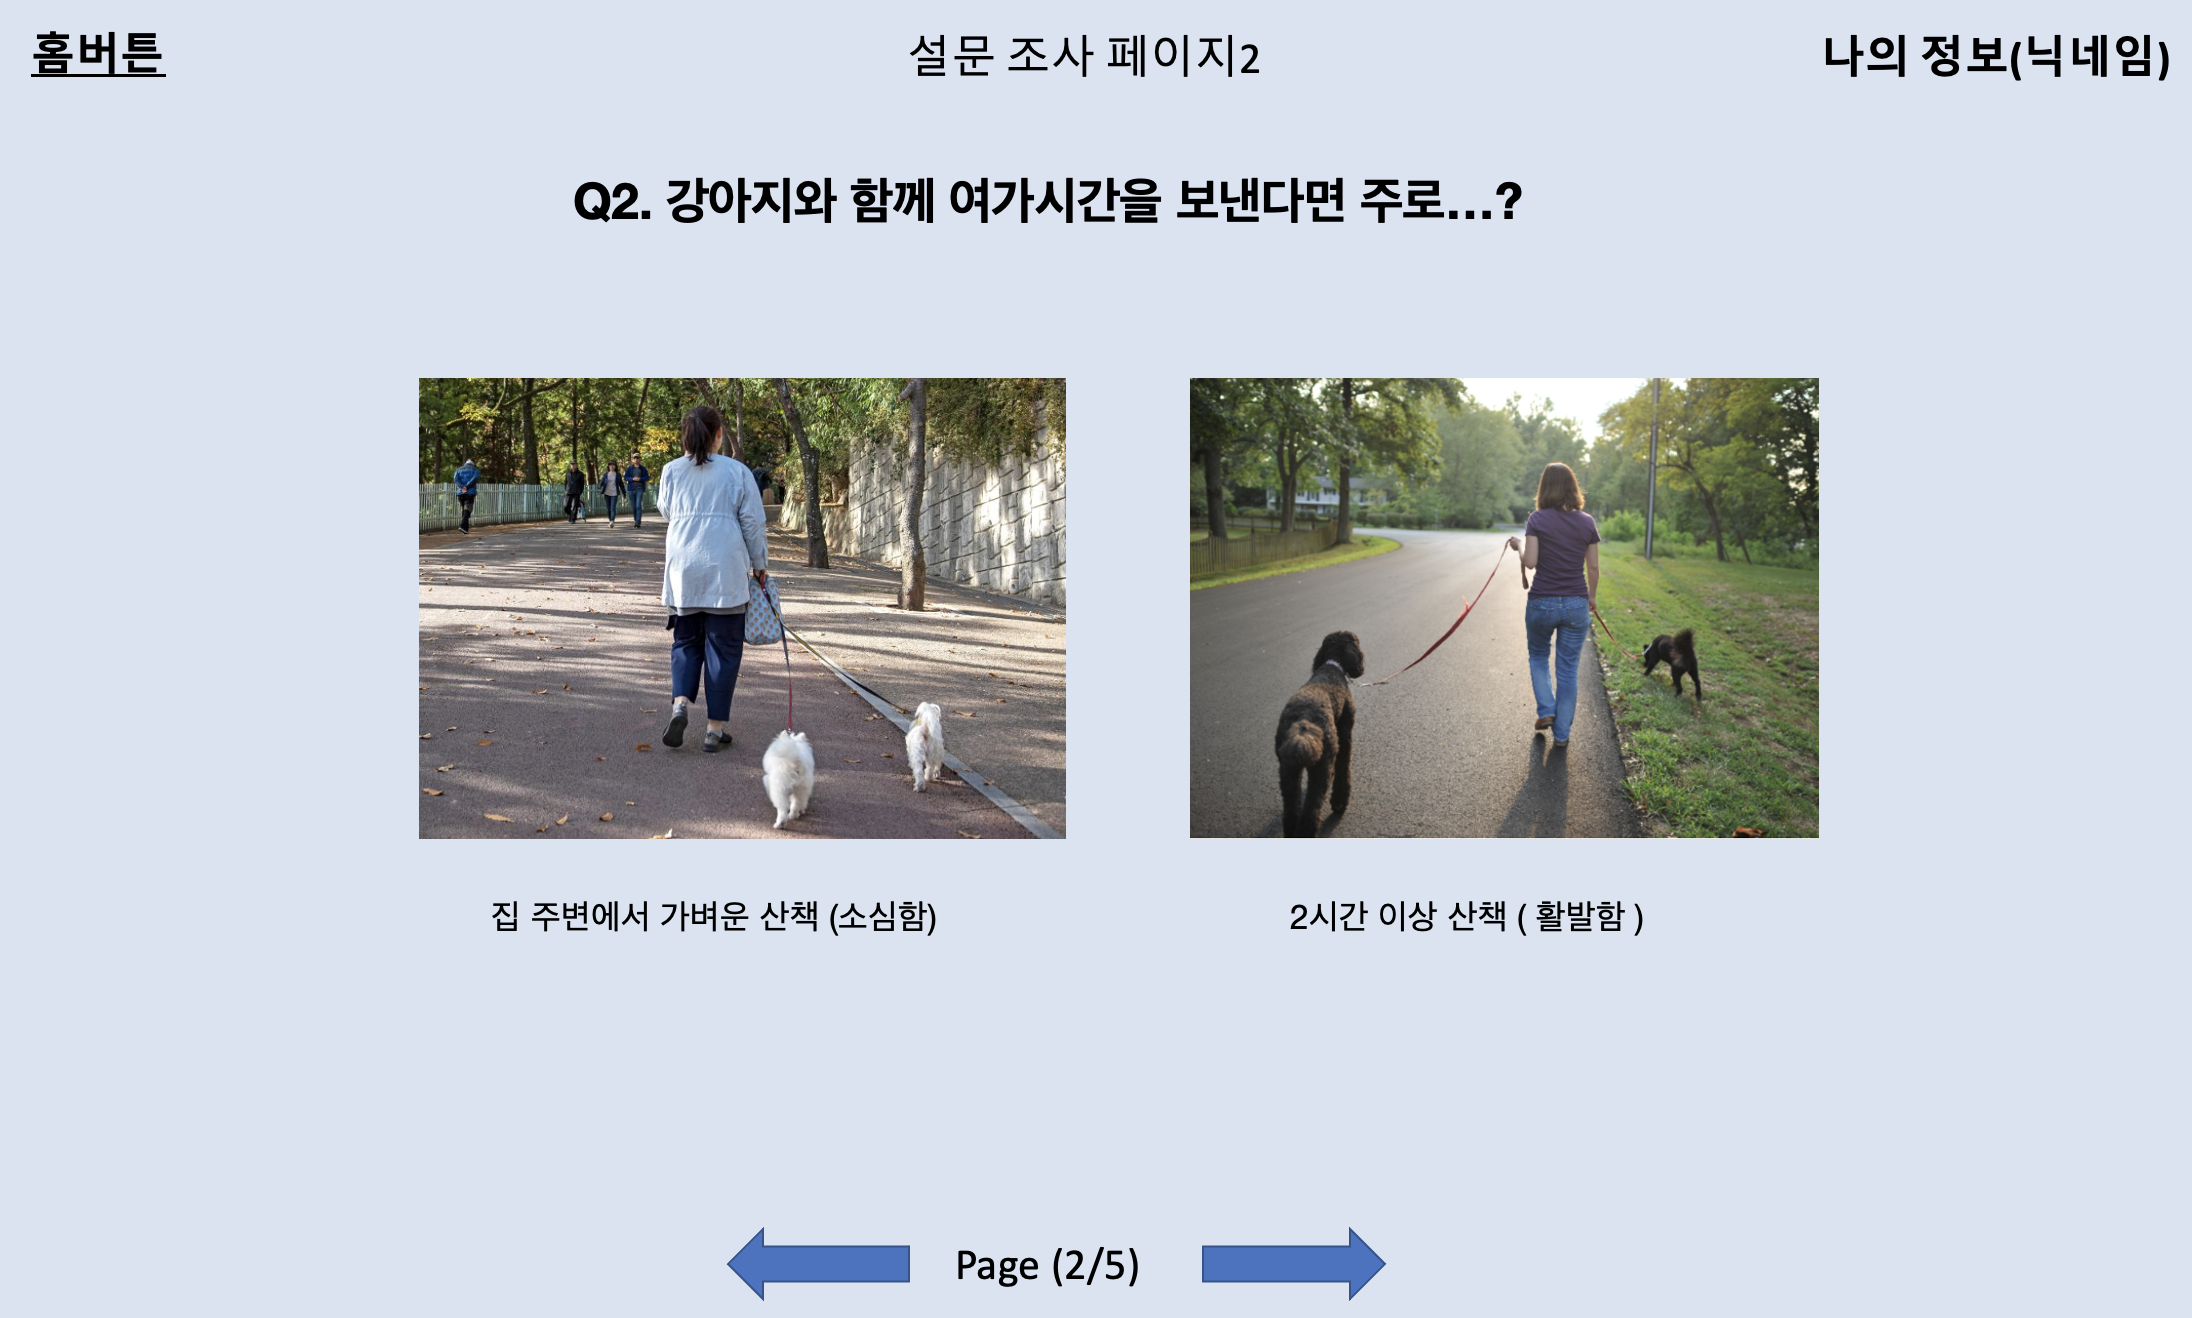 홈버튼
설문 조사 페이지2
나의 정보(닉네임)
Q2. 강아지와 함께 여가시간을 보낸다면 주로...?
집 주변에서 가벼운 산책 (소심함)
2시간 이상 산책 ( 활발함 )
Page (2/5)